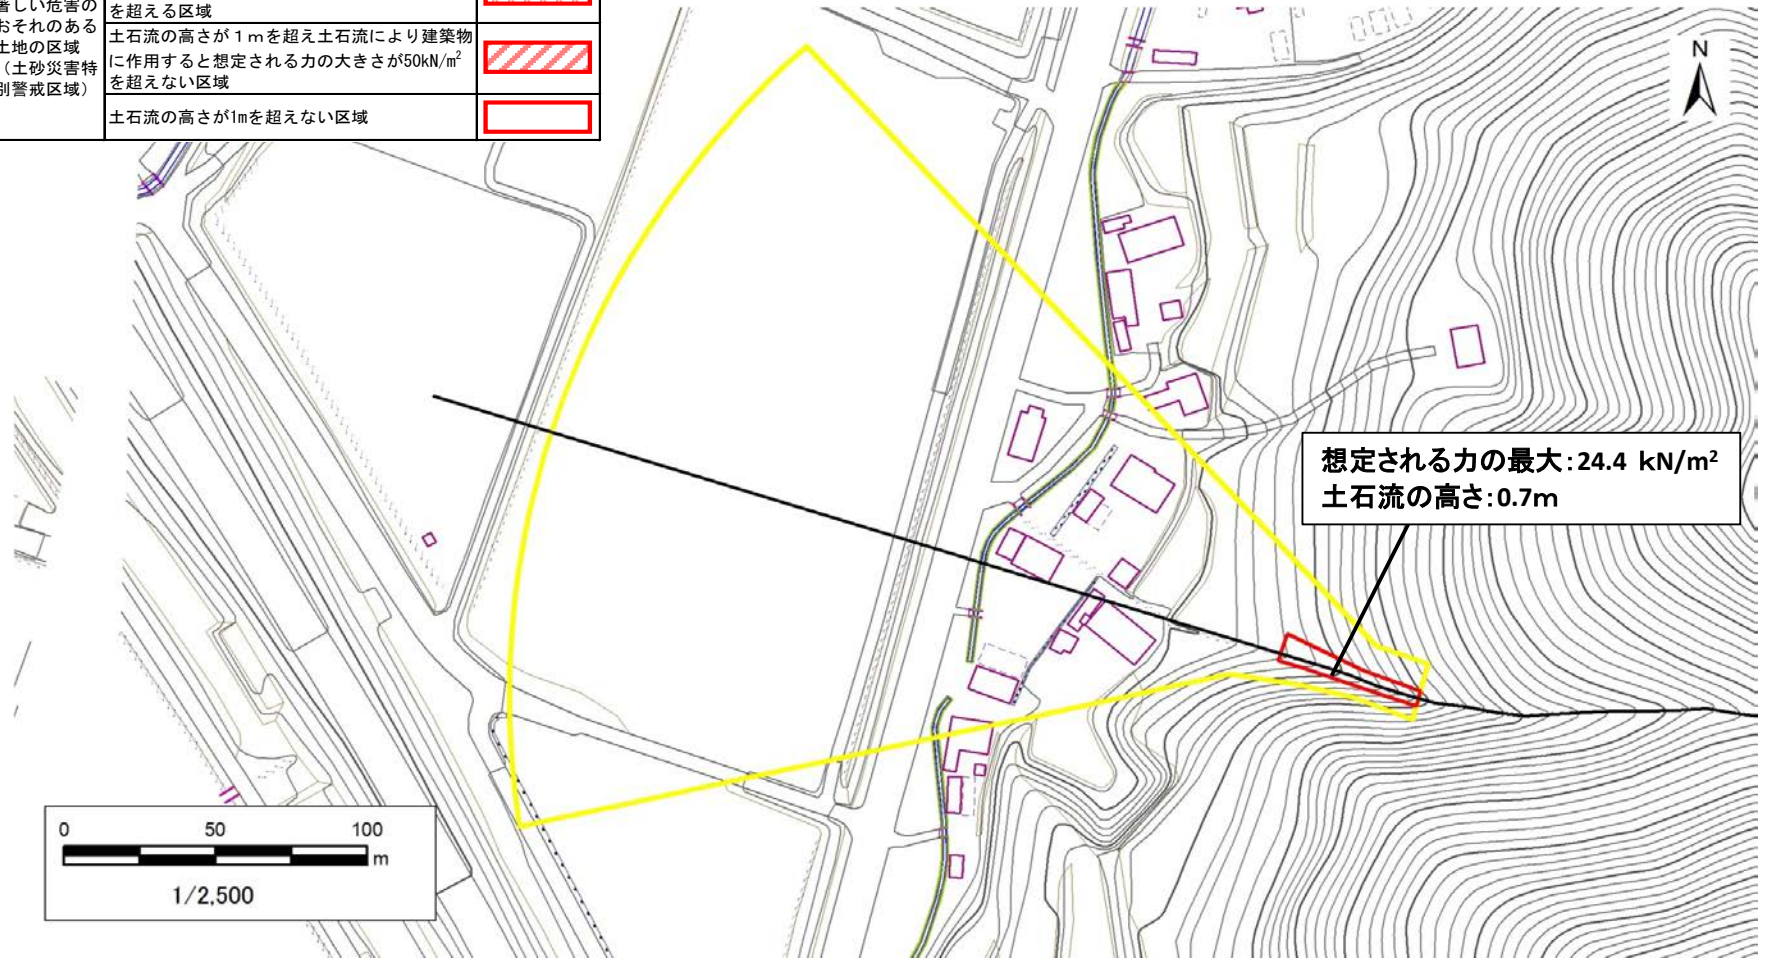 著しい危害の
おそれのある
土地の区域
（土砂災害特
別警戒区域）
を超える区域
土石流の高さが１ｍを超え土石流により建築物
に作用すると想定される力の大きさが50kN/m²
を超えない区域
土石流の高さが1mを超えない区域
N
想定される力の最大：24.4 kN/m²
土石流の高さ：0.7m
0 50 100
m
1/2,500